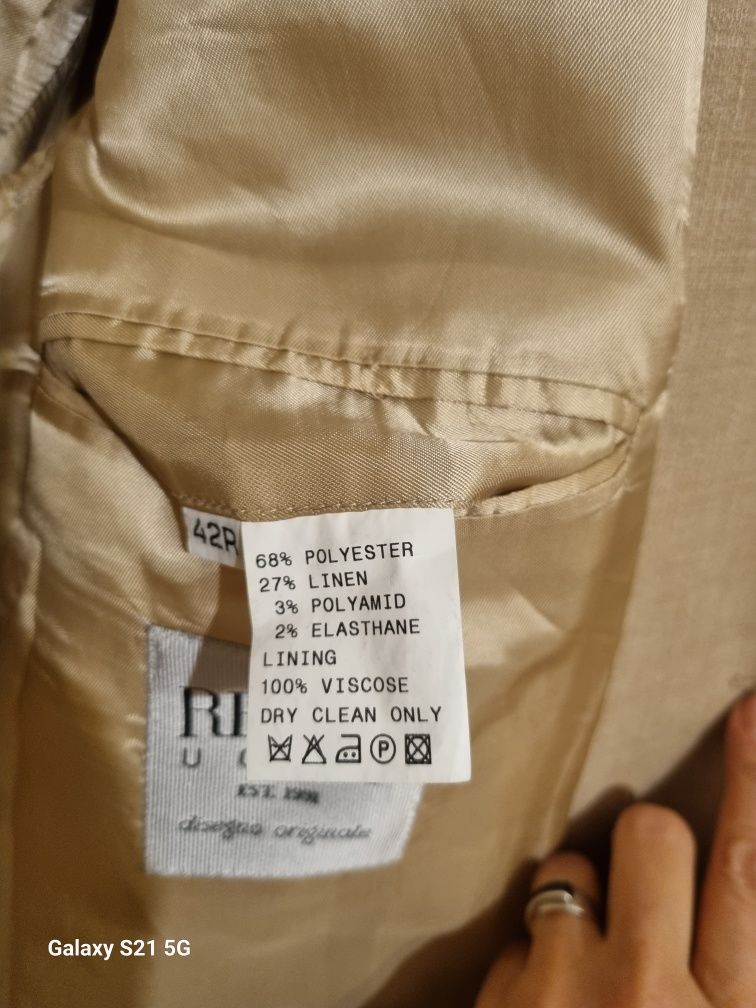 42R
68% POLYESTER
27% LINEN
3% POLYAMID
2% ELASTHANE
LINING
100% VISCOSE
DRY CLEAN ONLY
P
EST. 1991
disegno originale
Galaxy S21 5G